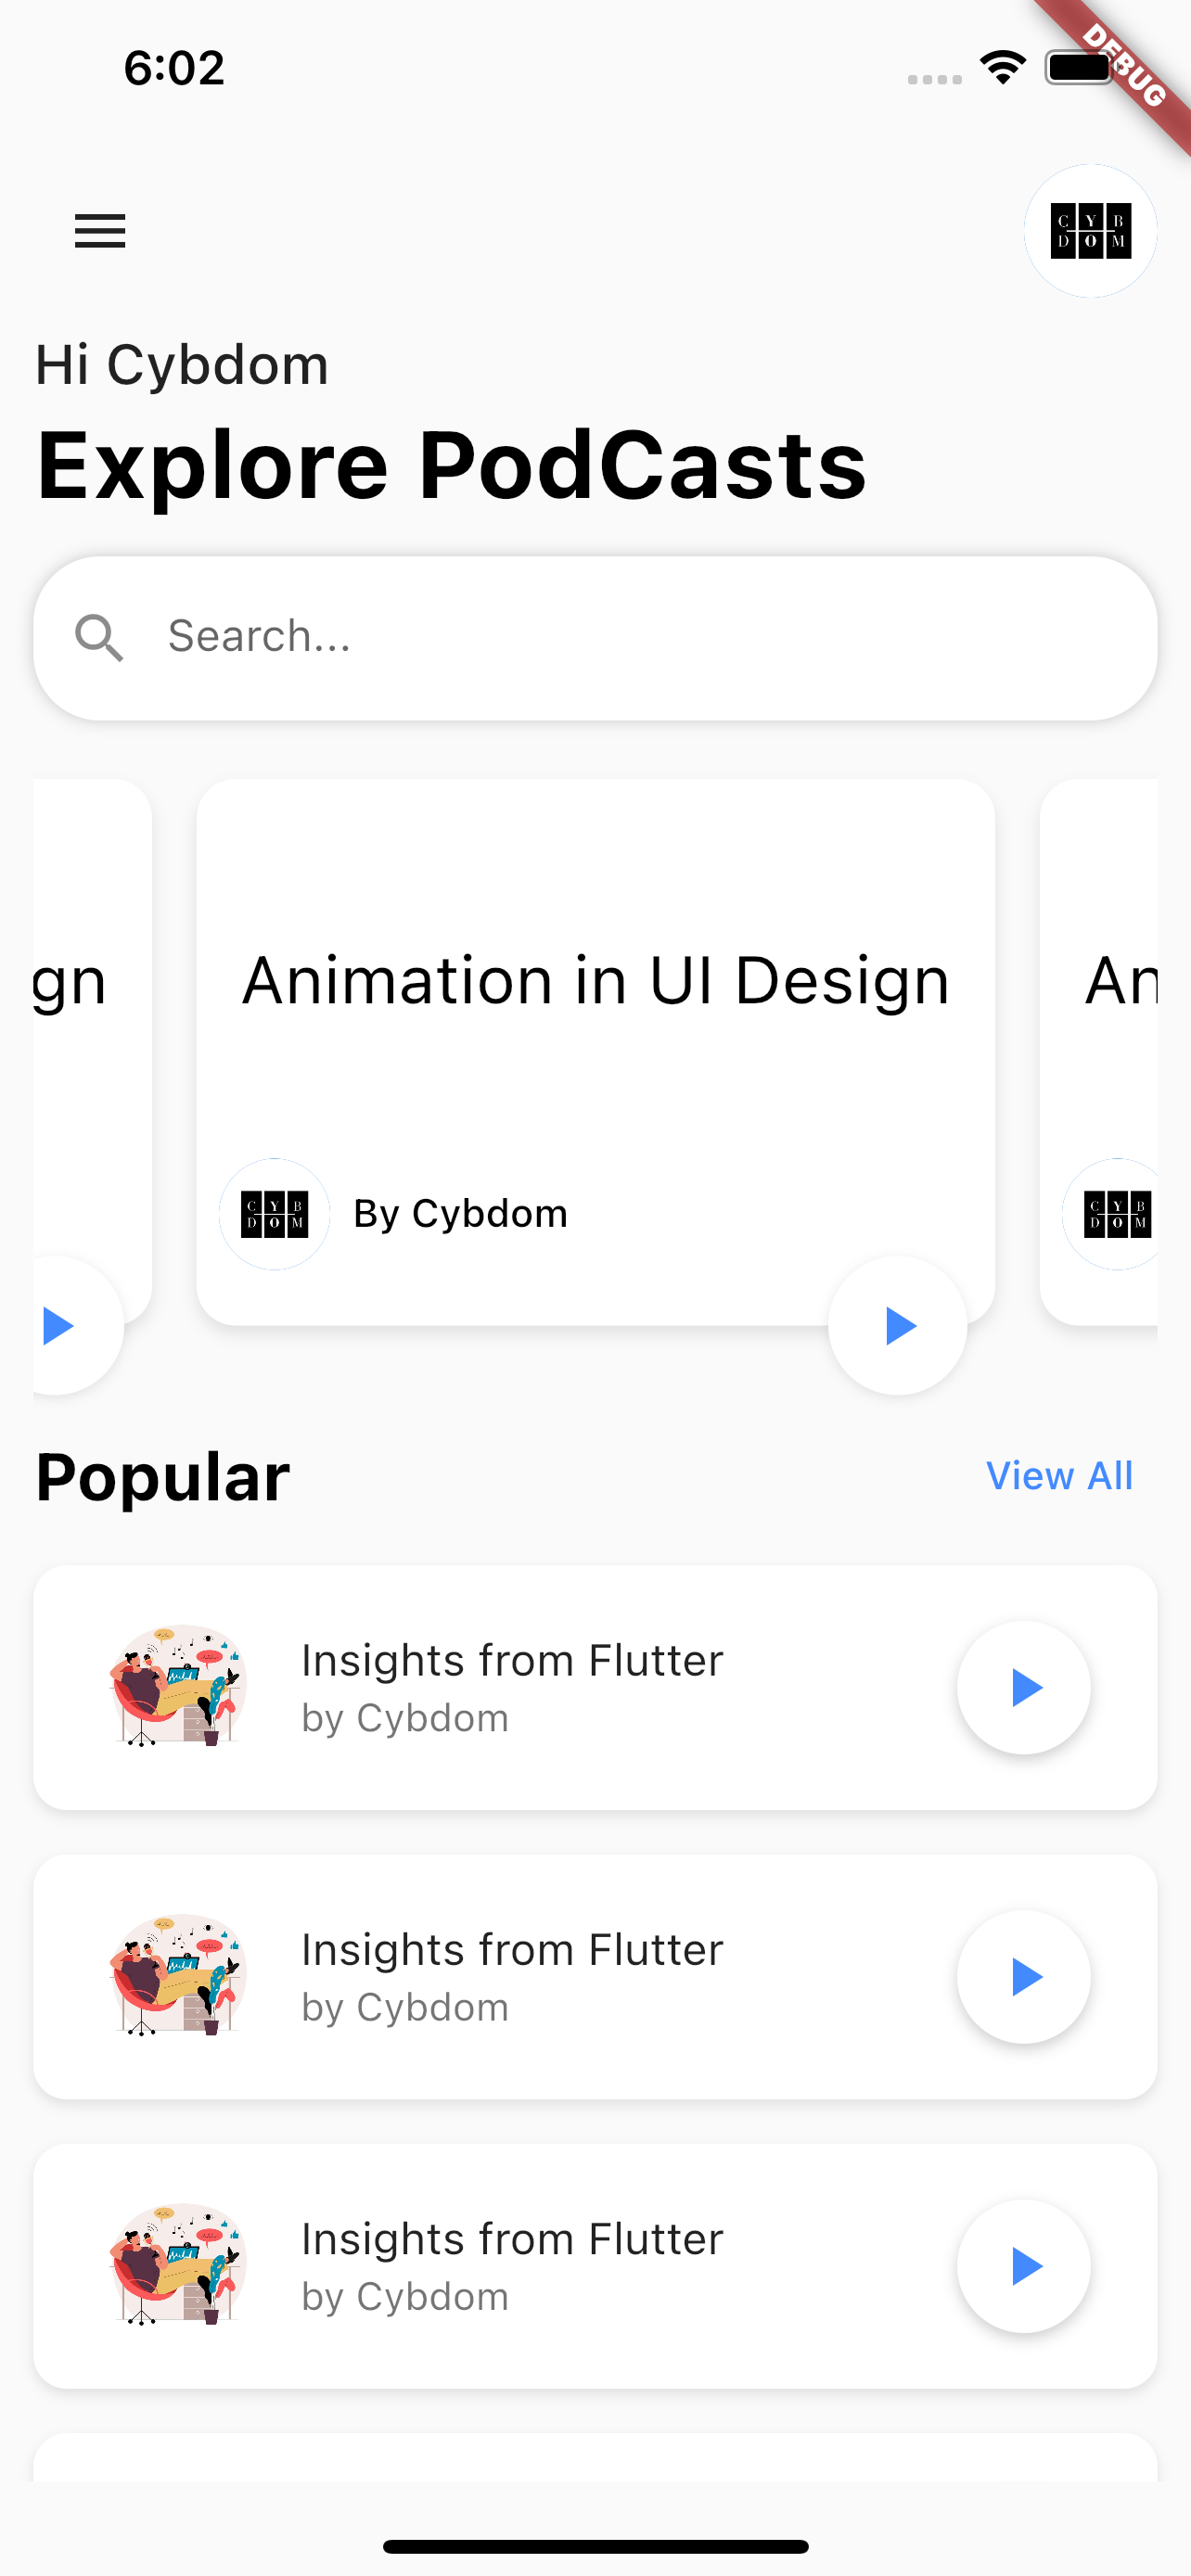 6:02
DEBUG
C Y B
D O M
Hi Cybdom
Explore PodCasts
Search...
gn
Animation in UI Design
An
C Y B
D O M
By Cybdom
C Y B
D O M
Popular
View All
Insights from Flutter
by Cybdom
Insights from Flutter
by Cybdom
Insights from Flutter
by Cybdom